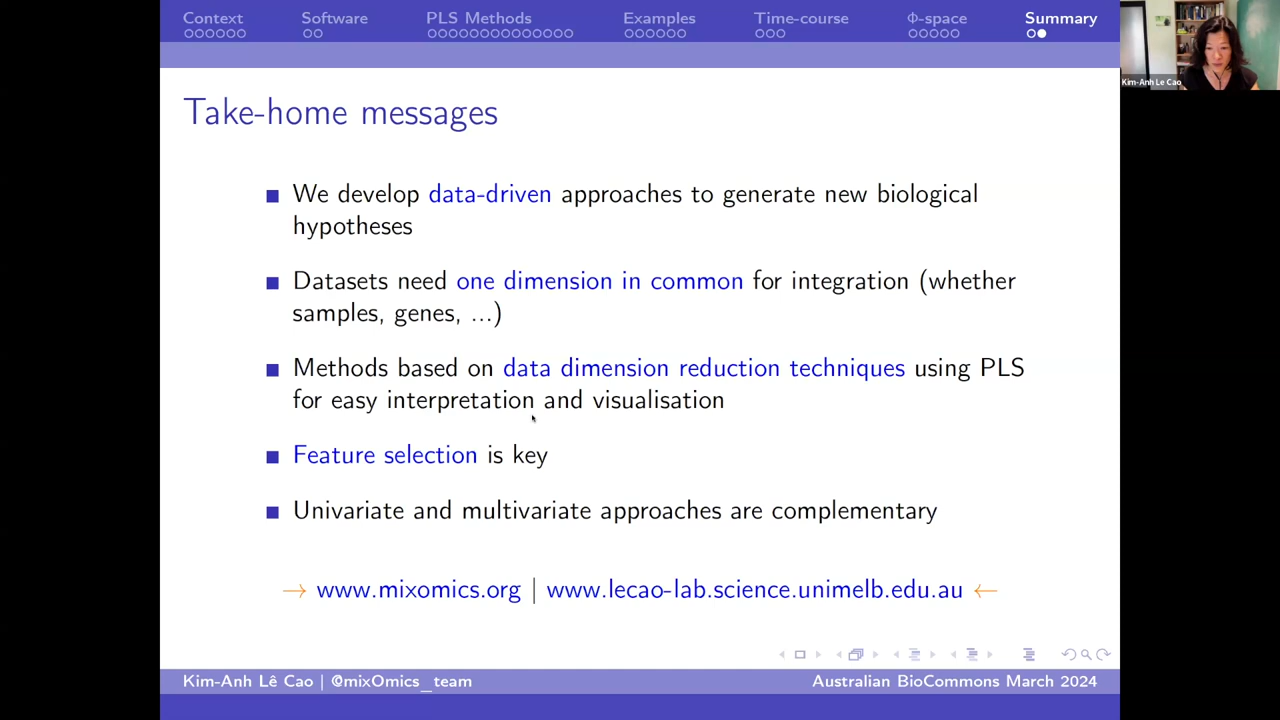 Context Software PLS Methods Examples Time-course Φ-space Summary
Kim-Anh Le Cao
Take-home messages
We develop data-driven approaches to generate new biological
hypotheses
Datasets need one dimension in common for integration (whether
samples, genes, ...)
Methods based on data dimension reduction techniques using PLS
for easy interpretation and visualisation
Feature selection is key
Univariate and multivariate approaches are complementary
→ www.mixomics.org | www.lecao-lab.science.unimelb.edu.au ←
Kim-Anh Lê Cao | @mixOmics_team Australian BioCommons March 2024